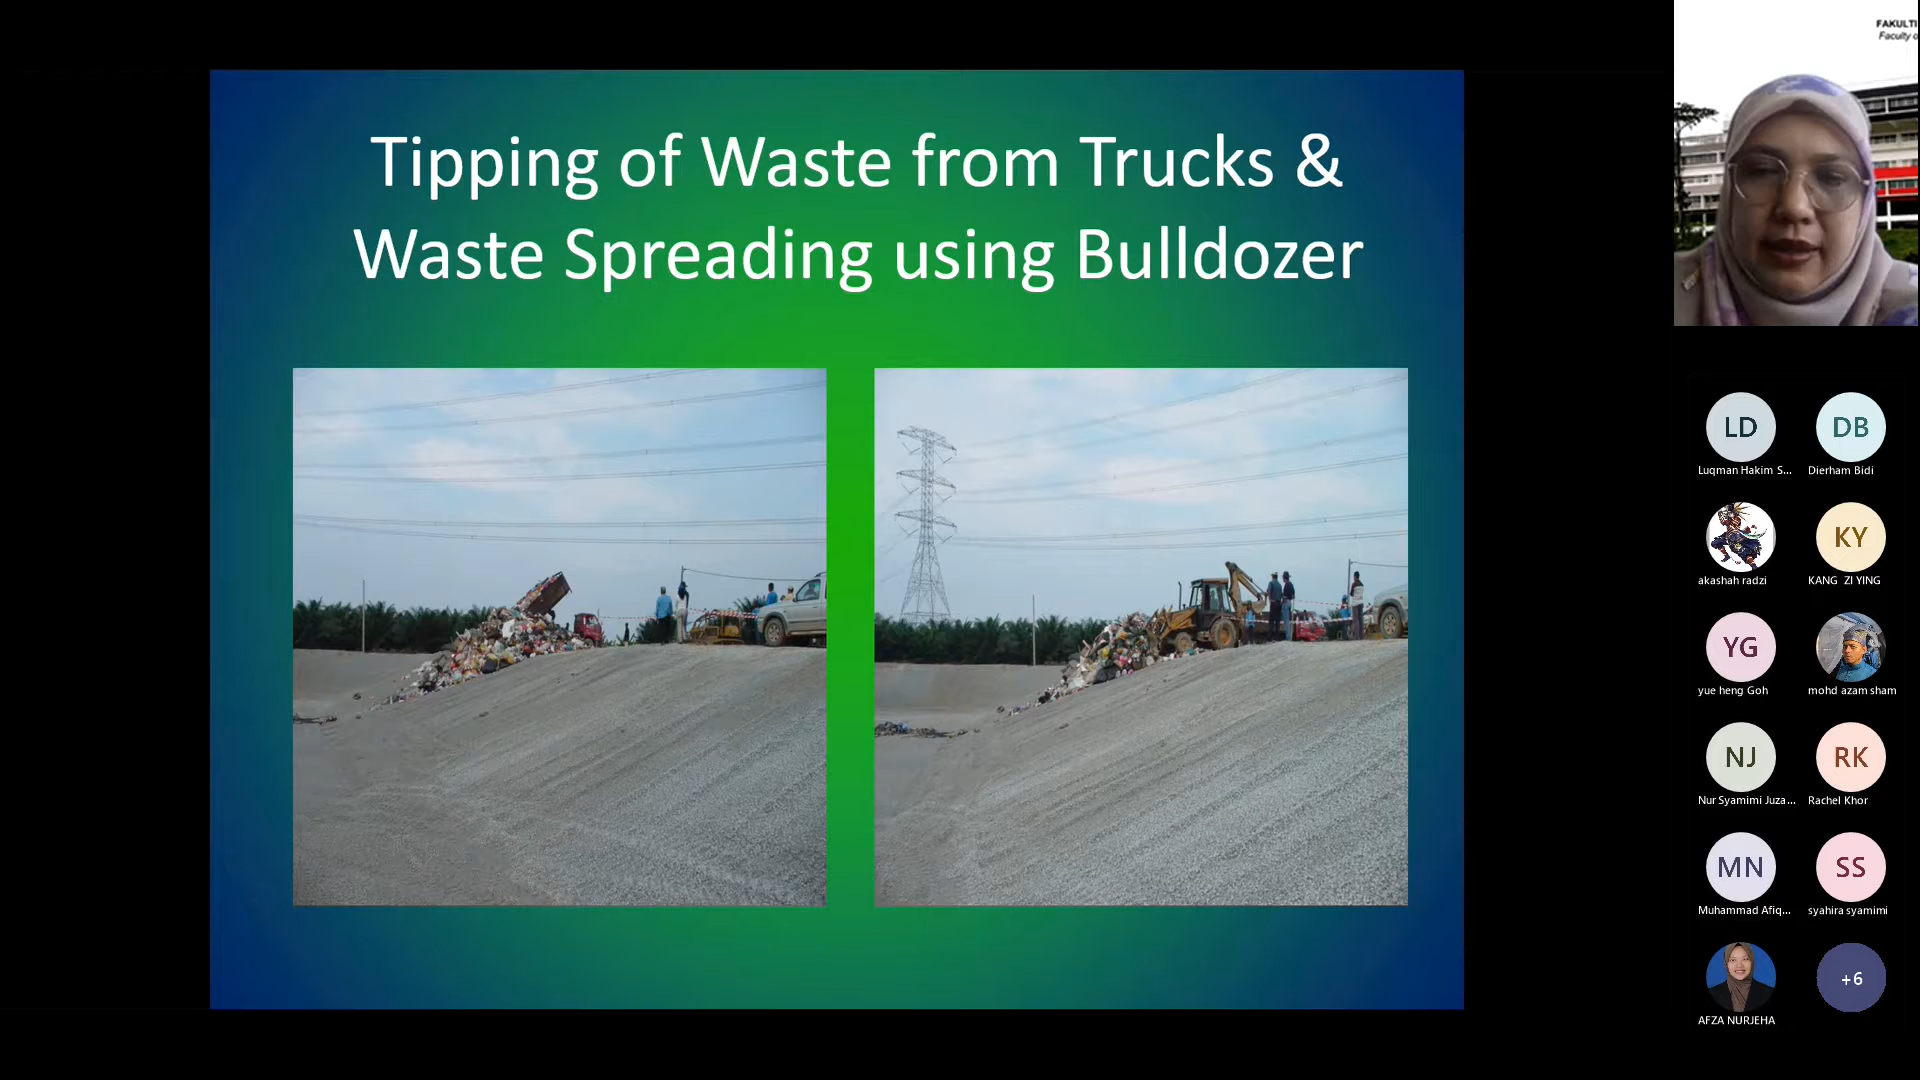 Tipping of Waste from Trucks &
Waste Spreading using Bulldozer
FAKULTI
Faculty o
LD
DB
Luqman Hakim S...
Dierham Bidi
KY
akashah radzi
KANG ZI YING
YG
yue heng Goh
mohd azam sham
NJ
RK
Nur Syamimi Juza...
Rachel Khor
MN
SS
Muhammad Afiq...
syahira syamimi
+6
AFZA NURJEHA